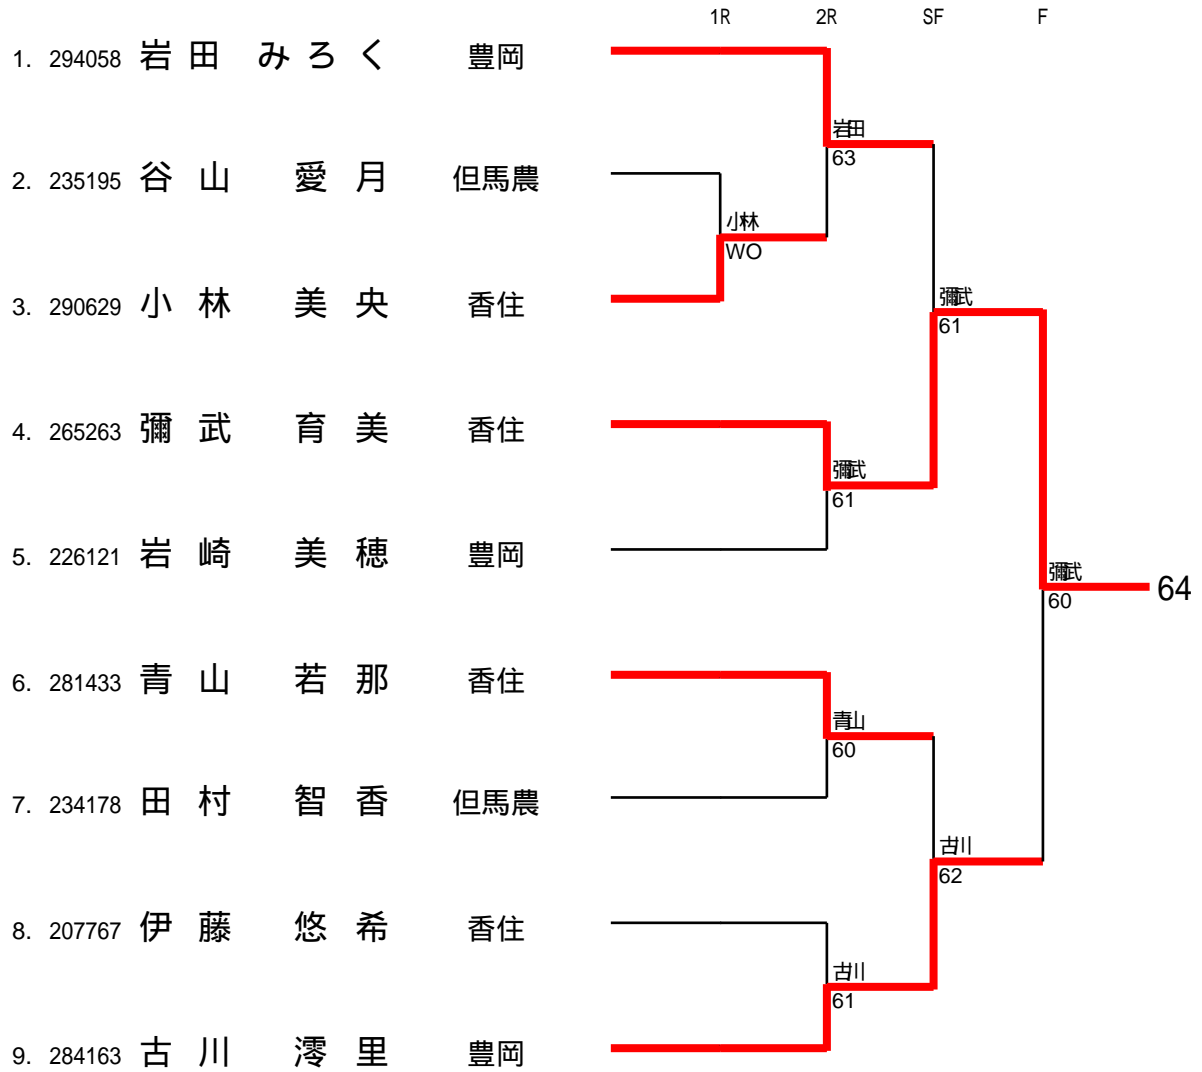 1R 2R SF F
1. 294058 岩田 みろく 豊岡
岩田
63
2. 235195 谷山 愛月 但馬農
小林
WO
3. 290629 小林 美央 香住
彌武
61
4. 265263 彌武 育美 香住
彌武
61
5. 226121 岩崎 美穂 豊岡
彌武
60
64
6. 281433 青山 若那 香住
青山
60
7. 234178 田村 智香 但馬農
古川
62
8. 207767 伊藤 悠希 香住
古川
61
9. 284163 古川 澪里 豊岡